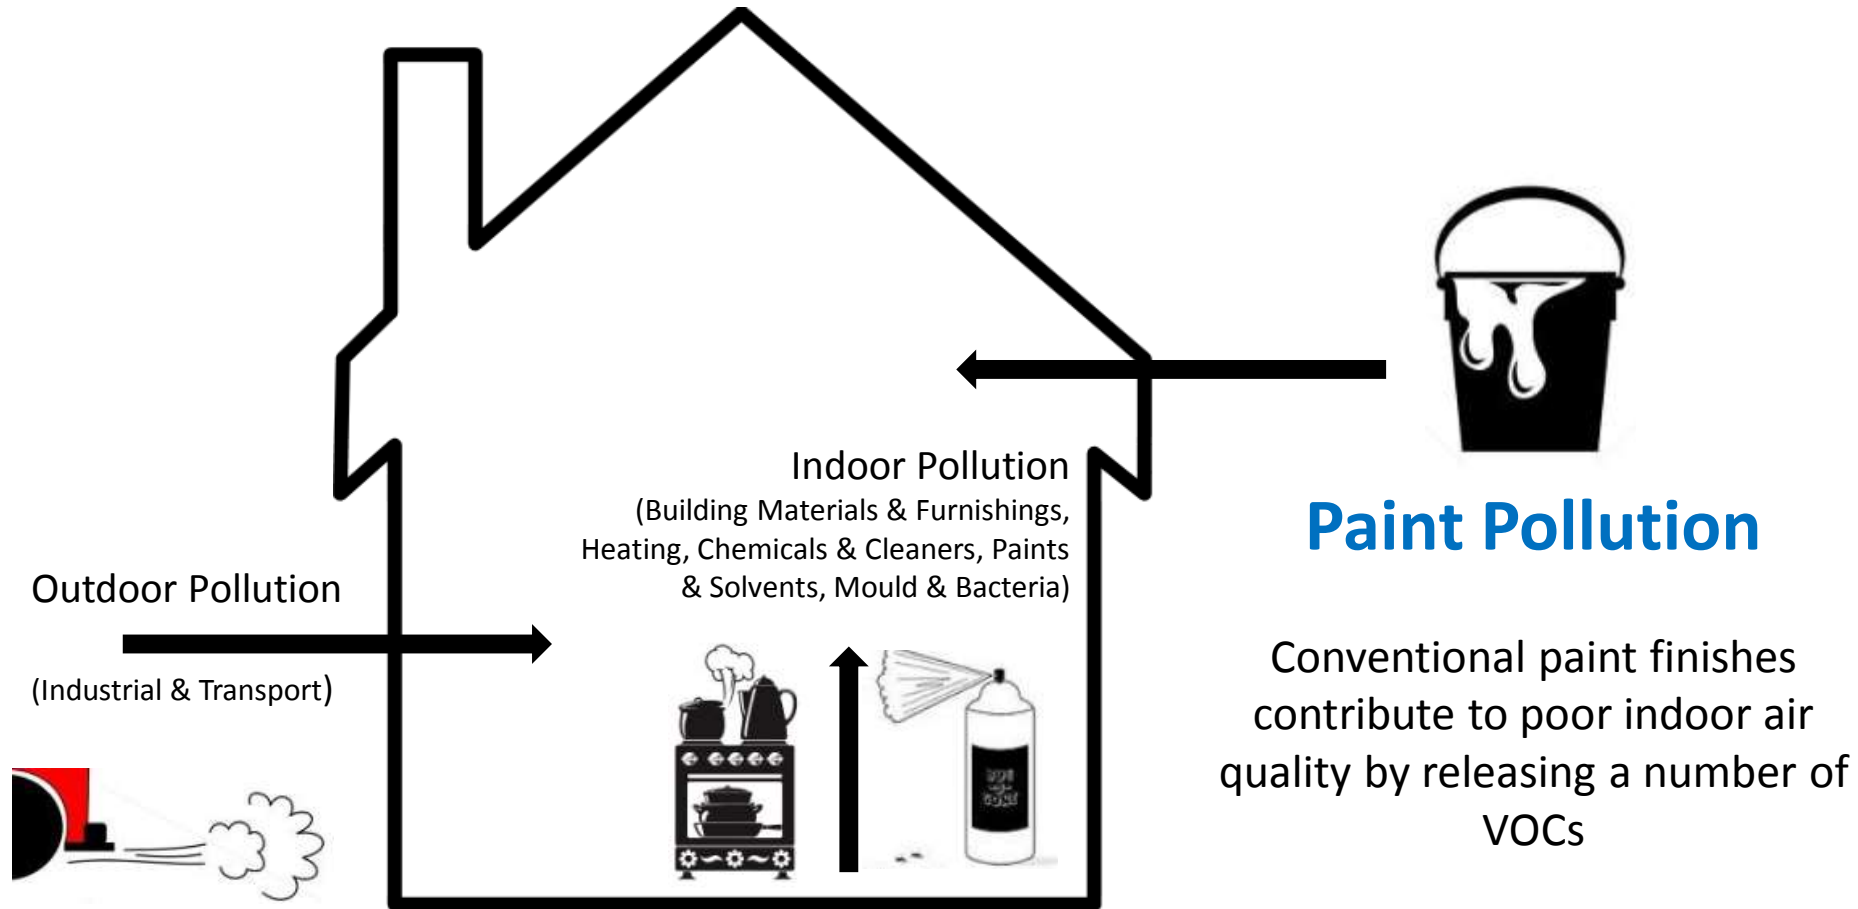 Indoor Pollution
(Building Materials & Furnishings,
Heating, Chemicals & Cleaners, Paints
& Solvents, Mould & Bacteria)
Outdoor Pollution
(Industrial & Transport)
Paint Pollution
Conventional paint finishes
contribute to poor indoor air
quality by releasing a number of
VOCs